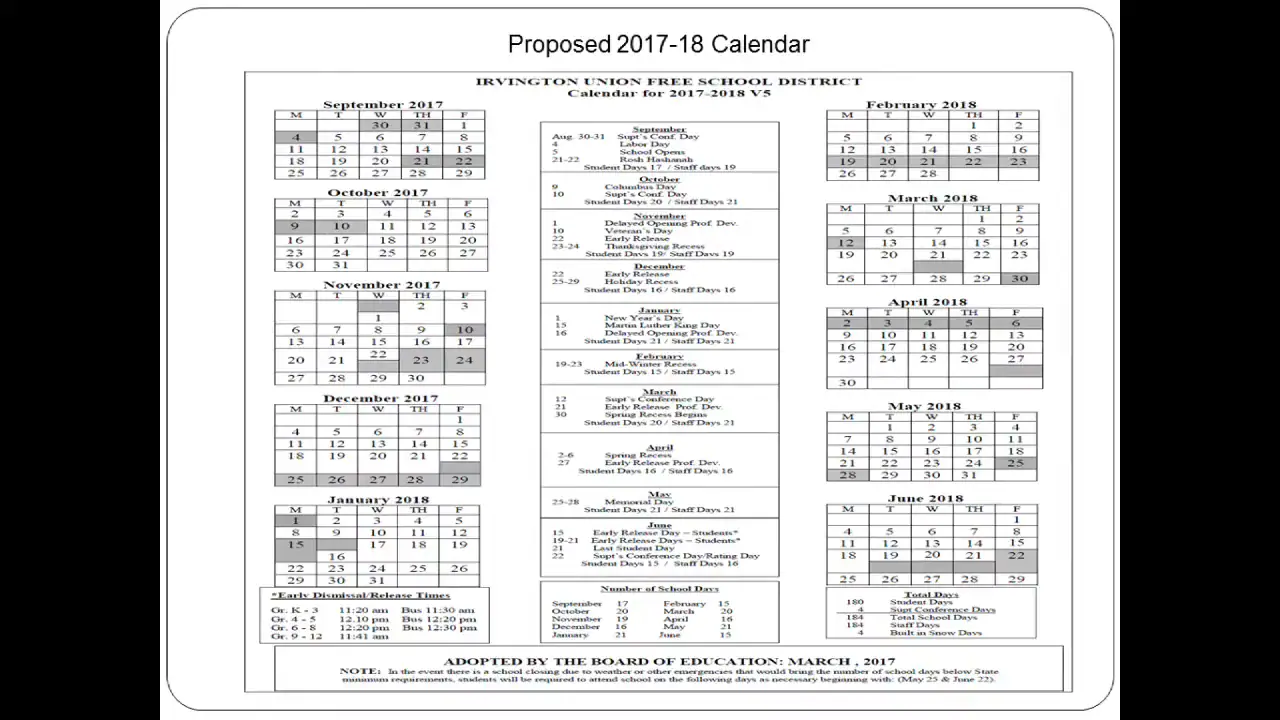 Proposed 2017-18 Calendar
IRVINGTON UNION FREE SCHOOL DISTRICT
Calendar for 2017-2018 V5
September 2017
M T W TH F
30 31 1
4 5 6 7 8
11 12 13 14 15
18 19 20 21 22
25 26 27 28 29
October 2017
M T W TH F
2 3 4 5 6
9 10 11 12 13
16 17 18 19 20
23 24 25 26 27
30 31
November 2017
M T W TH F
1 2 3
6 7 8 9 10
13 14 15 16 17
20 21 22 23 24
27 28 29 30
December 2017
M T W TH F
1
4 5 6 7 8
11 12 13 14 15
18 19 20 21 22
25 26 27 28 29
January 2018
M T W TH F
1 2 3 4 5
8 9 10 11 12
15 16 17 18 19
22 23 24 25 26
29 30 31
*Early Dismissal/Release Times
Gr. K - 3 11:20 am Bus 11:30 am
Gr. 4 - 5 12.10 pm Bus 12:20 pm
Gr. 6 - 8 12:20 pm Bus 12:30 pm
Gr. 9 - 12 11:41 am
September
Aug. 30-31 Supt's Conf. Day
4 Labor Day
5 School Opens
21-22 Rosh Hashanah
Student Days 17 / Staff days 19
October
9 Columbus Day
10 Supt's Conf. Day
Student Days 20 / Staff Days 21
November
1 Delayed Opening Prof. Dev.
10 Veteran's Day
22 Early Release
23-24 Thanksgiving Recess
Student Days 19/ Staff Days 19
December
22 Early Release
25-29 Holiday Recess
Student Days 16 / Staff Days 16
January
1 New Year's Day
15 Martin Luther King Day
16 Delayed Opening Prof. Dev.
Student Days 21 / Staff Days 21
February
19-23 Mid-Winter Recess
Student Days 15 / Staff Days 15
March
12 Supt's Conference Day
21 Early Release Prof. Dev.
30 Spring Recess Begins
Student Days 20 / Staff Days 21
April
2-6 Spring Recess
27 Early Release Prof. Dev.
Student Days 16 / Staff Days 16
May
25-28 Memorial Day
Student Days 21 / Staff Days 21
June
15 Early Release Day – Students*
19-21 Early Release Days – Students*
21 Last Student Day
22 Supt's Conference Day/Rating Day
Student Days 15 / Staff Days 16
Number of School Days
September 17 February 15
October 20 March 20
November 19 April 16
December 16 May 21
January 21 June 15
February 2018
M T W TH F
1 2
5 6 7 8 9
12 13 14 15 16
19 20 21 22 23
26 27 28
March 2018
M T W TH F
1 2
5 6 7 8 9
12 13 14 15 16
19 20 21 22 23
26 27 28 29 30
April 2018
M T W TH F
2 3 4 5 6
9 10 11 12 13
16 17 18 19 20
23 24 25 26 27
30
May 2018
M T W TH F
1 2 3 4
7 8 9 10 11
14 15 16 17 18
21 22 23 24 25
28 29 30 31
June 2018
M T W TH F
1
4 5 6 7 8
11 12 13 14 15
18 19 20 21 22
25 26 27 28 29
Total Days
180 Student Days
4 Supt Conference Days
184 Total School Days
184 Staff Days
4 Built in Snow Days
ADOPTED BY THE BOARD OF EDUCATION: MARCH , 2017
NOTE: In the event there is a school closing due to weather or other emergencies that would bring the number of school days below State
minimum requirements, students will be required to attend school on the following days as necessary beginning with: (May 25 & June 22).